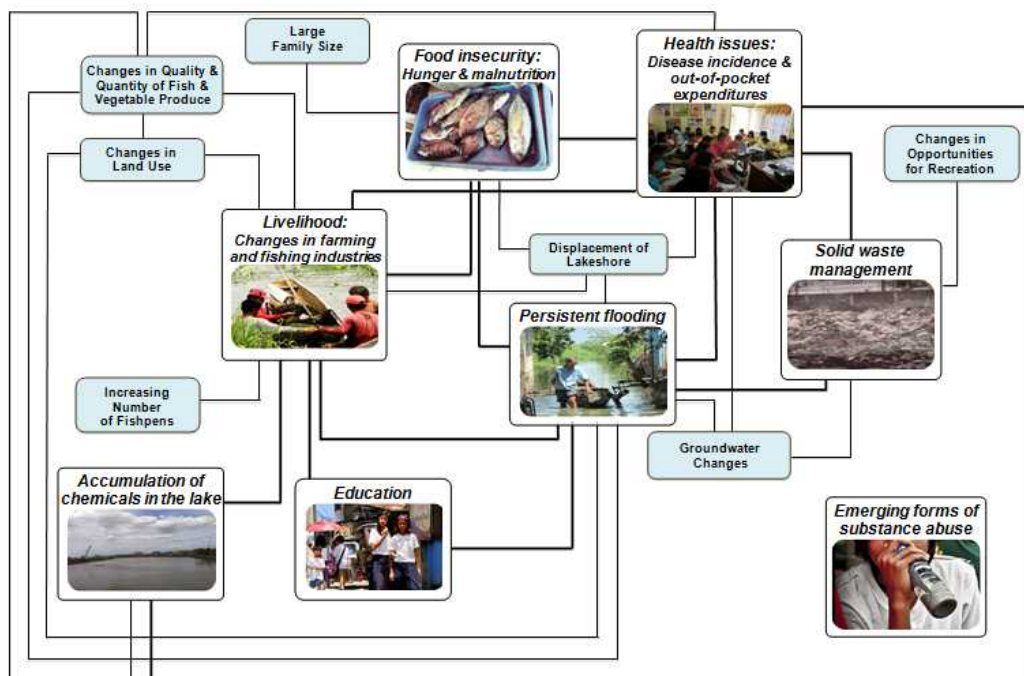 Large
Family Size
Food insecurity:
Hunger & malnutrition
Health issues:
Disease incidence &
out-of-pocket
expenditures
Changes in Quality &
Quantity of Fish &
Vegetable Produce
Changes in
Land Use
Changes in
Opportunities
for Recreation
Livelihood:
Changes in farming
and fishing industries
Displacement of
Lakeshore
Solid waste
management
Persistent flooding
Increasing
Number
of Fishpens
Groundwater
Changes
Accumulation of
chemicals in the lake
Education
Emerging forms of
substance abuse